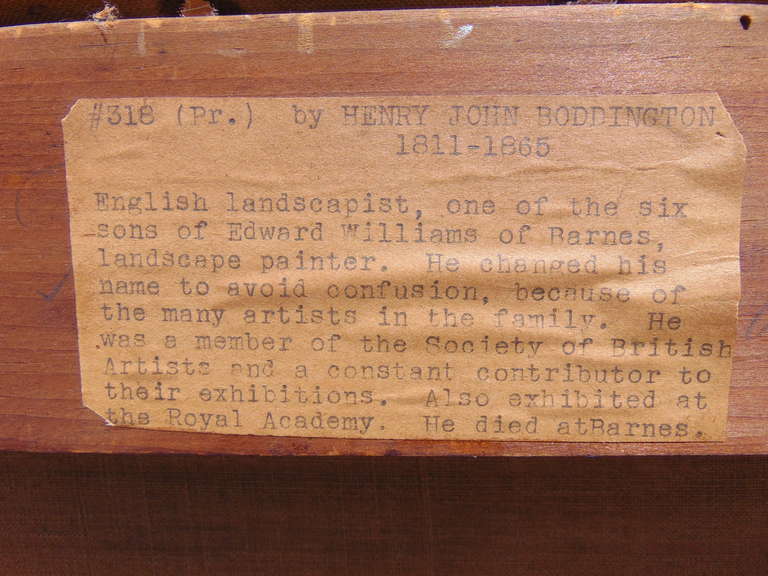 #318 (Pr.) by HENRY JOHN BODDINGTON
1811-1865
English landscapist, one of the six
sons of Edward Williams of Barnes,
landscape painter. He changed his
name to avoid confusion, because of
the many artists in the family. He
was a member of the Society of British
Artists and a constant contributor to
their exhibitions. Also exhibited at
the Royal Academy. He died atBarnes.